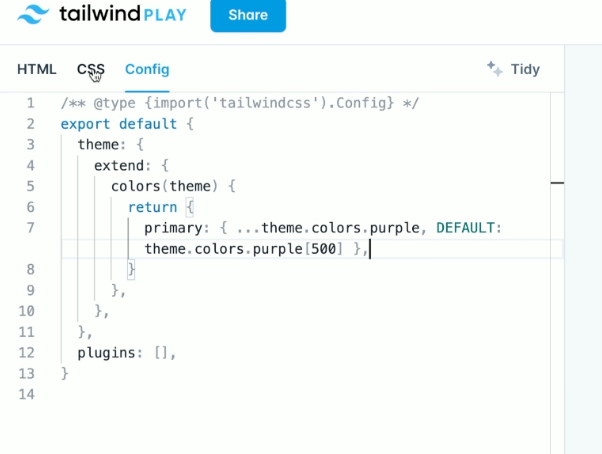 tailwind PLAY Share
HTML CSS Config Tidy
1 /** @type {import('tailwindcss').Config} */
2 export default {
3 theme: {
4 extend: {
5 colors(theme) {
6 return {
7 primary: { ...theme.colors.purple, DEFAULT:
theme.colors.purple[500] },
8 }
9 },
10 },
11 },
12 plugins: [],
13 }
14